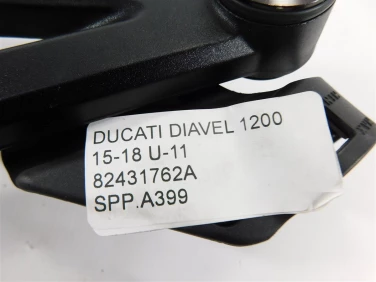 DUCATI DIAVEL 1200
15-18 U-11
82431762A
SPP.A399